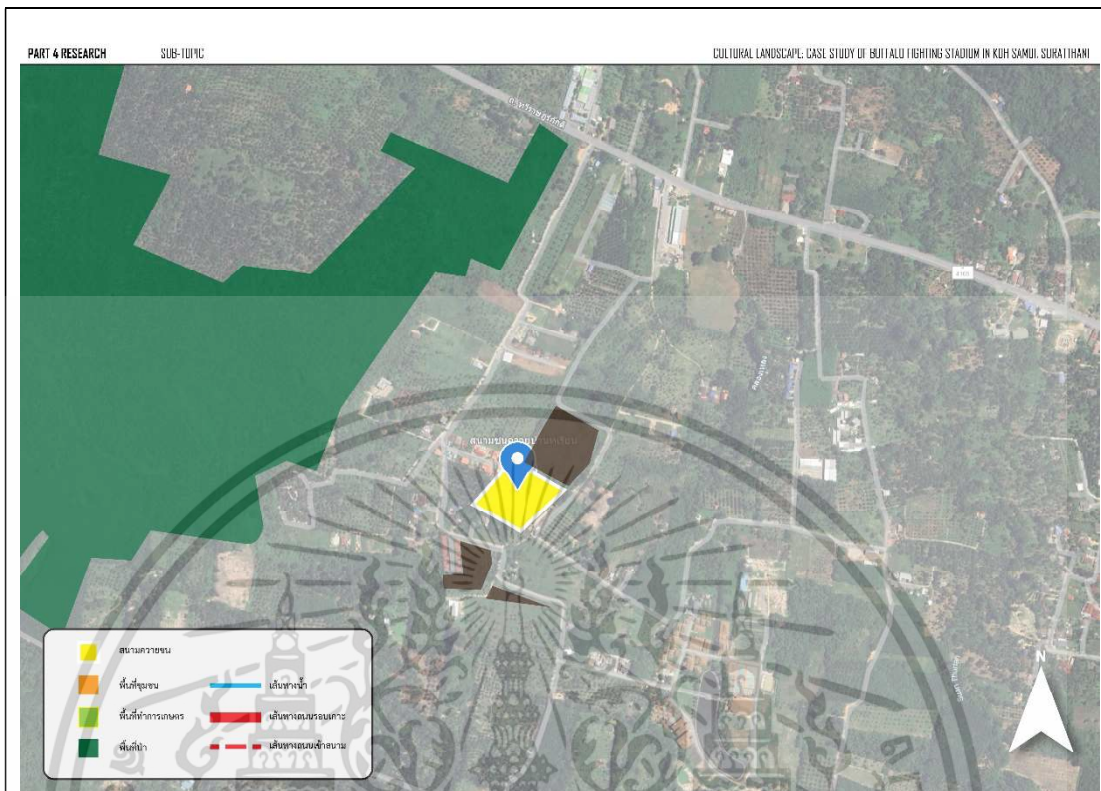 PART 4 RESEARCH
SUB-TOPIC
CULTURAL LANDSCAPE: CASE STUDY OF BUFFALO FIGHTING STADIUM IN KOH SAMUI, SURATTHANI
4169
สนามควายชน
พื้นที่ชุมชน
เส้นทางน้ำ
พื้นที่ทำการเกษตร
เส้นทางถนนรอบเกาะ
พื้นที่ป่า
เส้นทางถนนเข้าสนาม
N